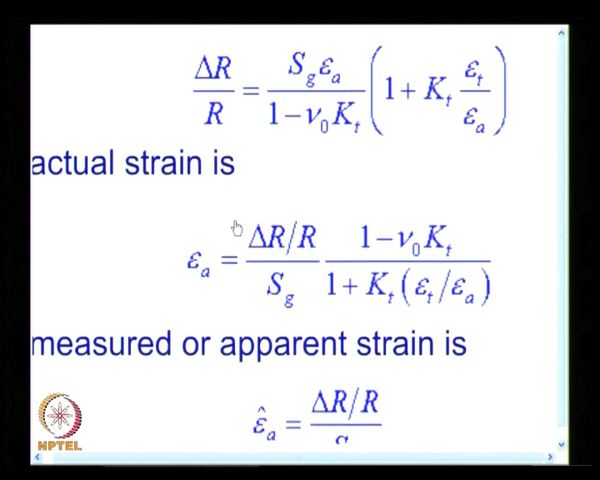 ΔR/R = S_g ε_a / (1 − ν_0 K_t) (1 + K_t ε_t/ε_a)
actual strain is
ε_a = (ΔR/R)/S_g · (1 − ν_0 K_t)/(1 + K_t (ε_t/ε_a))
measured or apparent strain is
ε̂_a = ΔR/R
NPTEL